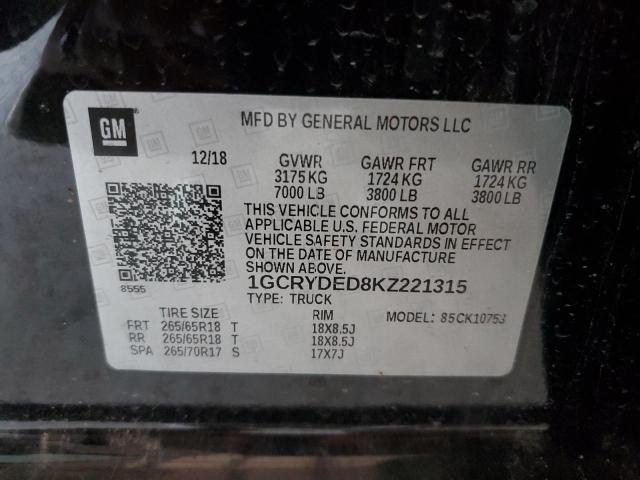 GM
MFD BY GENERAL MOTORS LLC
12/18 GVWR GAWR FRT GAWR RR
3175 KG 1724 KG 1724 KG
7000 LB 3800 LB 3800 LB
THIS VEHICLE CONFORMS TO ALL
APPLICABLE U.S. FEDERAL MOTOR
VEHICLE SAFETY STANDARDS IN EFFECT
ON THE DATE OF MANUFACTURE
SHOWN ABOVE.
8555
1GCRYDED8KZ221315
TYPE: TRUCK
TIRE SIZE RIM MODEL: 85CK10753
FRT 265/65R18 T 18X8.5J
RR 265/65R18 T 18X8.5J
SPA 265/70R17 S 17X7J